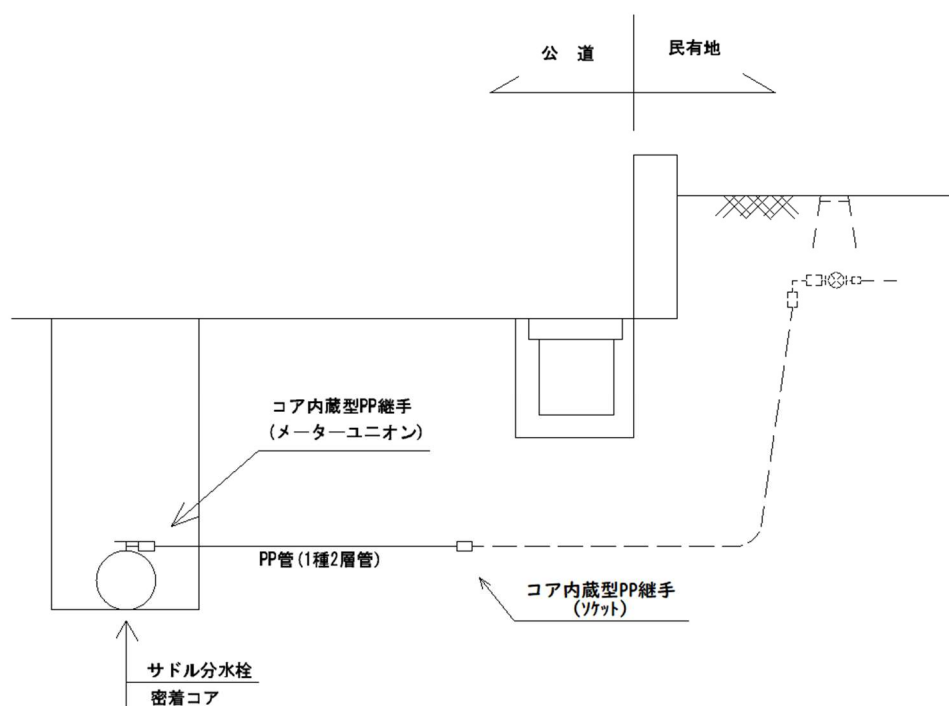 公 道
民有地
コア内蔵型PP継手
(メーターユニオン)
PP管(1種2層管)
コア内蔵型PP継手
(ソケット)
サドル分水栓
密着コア